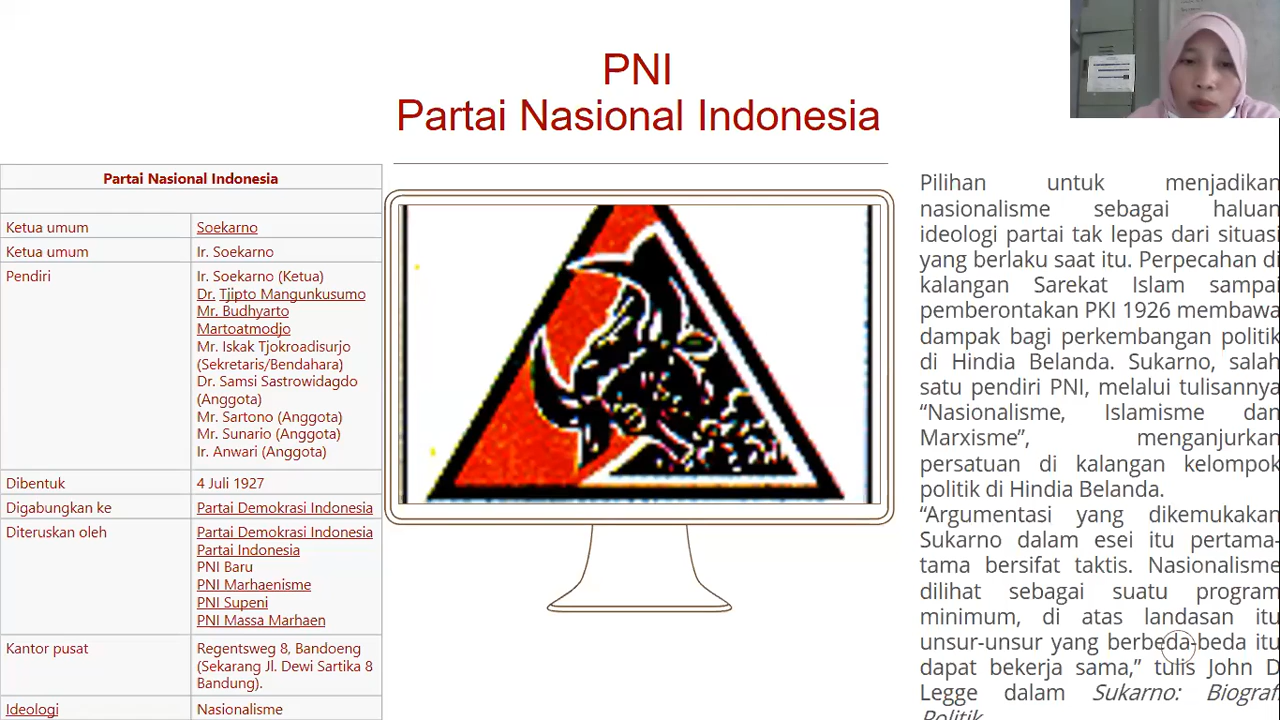 PNI
Partai Nasional Indonesia
Partai Nasional Indonesia
Ketua umum Soekarno
Ketua umum Ir. Soekarno
Pendiri Ir. Soekarno (Ketua)
Dr. Tjipto Mangunkusumo
Mr. Budhyarto
Martoatmodjo
Mr. Iskak Tjokroadisurjo
(Sekretaris/Bendahara)
Dr. Samsi Sastrowidagdo
(Anggota)
Mr. Sartono (Anggota)
Mr. Sunario (Anggota)
Ir. Anwari (Anggota)
Dibentuk 4 Juli 1927
Digabungkan ke Partai Demokrasi Indonesia
Diteruskan oleh Partai Demokrasi Indonesia
Partai Indonesia
PNI Baru
PNI Marhaenisme
PNI Supeni
PNI Massa Marhaen
Kantor pusat Regentsweg 8, Bandoeng
(Sekarang Jl. Dewi Sartika 8
Bandung).
Ideologi Nasionalisme
Pilihan untuk menjadikan
nasionalisme sebagai haluan
ideologi partai tak lepas dari situasi
yang berlaku saat itu. Perpecahan di
kalangan Sarekat Islam sampai
pemberontakan PKI 1926 membawa
dampak bagi perkembangan politik
di Hindia Belanda. Sukarno, salah
satu pendiri PNI, melalui tulisannya
“Nasionalisme, Islamisme dan
Marxisme”, menganjurkan
persatuan di kalangan kelompok
politik di Hindia Belanda.
“Argumentasi yang dikemukakan
Sukarno dalam esei itu pertama-
tama bersifat taktis. Nasionalisme
dilihat sebagai suatu program
minimum, di atas landasan itu
unsur-unsur yang berbeda-beda itu
dapat bekerja sama,” tulis John D
Legge dalam Sukarno: Biografi
Politik